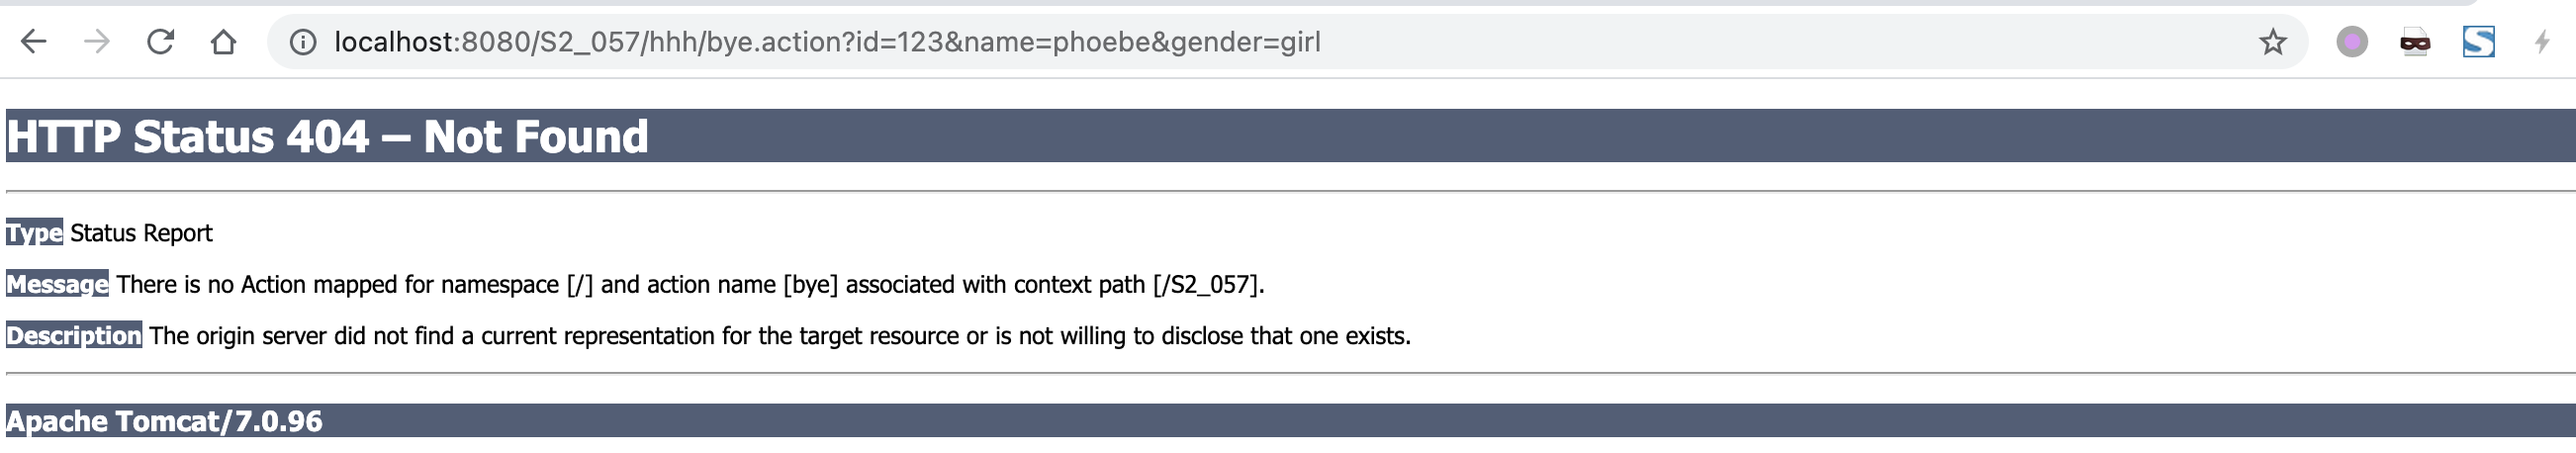 localhost:8080/S2_057/hhh/bye.action?id=123&name=phoebe&gender=girl
HTTP Status 404 – Not Found
Type Status Report
Message There is no Action mapped for namespace [/] and action name [bye] associated with context path [/S2_057].
Description The origin server did not find a current representation for the target resource or is not willing to disclose that one exists.
Apache Tomcat/7.0.96